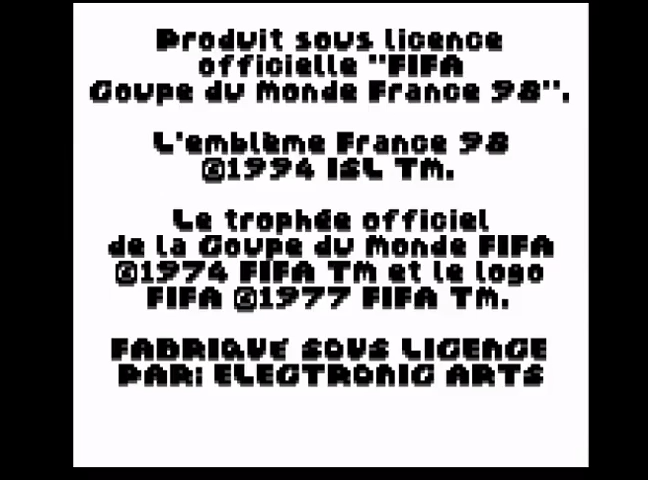 Produit sous licence
officielle "FIFA
Coupe du Monde France 98".
L'emblème France 98
©1994 ISL TM.
Le trophée officiel
de la Coupe du Monde FIFA
©1974 FIFA TM et le logo
FIFA ©1977 FIFA TM.
FABRIQUÉ SOUS LICENCE
PAR: ELECTRONIC ARTS